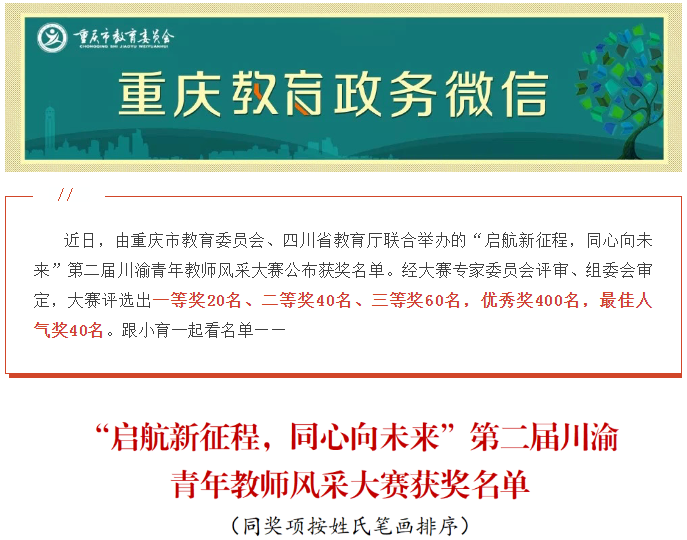 重庆市教育委员会
CHONGQING SHI JIAOYU WEIYUANHUI
重庆教育政务微信
//
近日，由重庆市教育委员会、四川省教育厅联合举办的“启航新征程，同心向未
来”第二届川渝青年教师风采大赛公布获奖名单。经大赛专家委员会评审、组委会审
定，大赛评选出一等奖20名、二等奖40名、三等奖60名，优秀奖400名，最佳人
气奖40名。跟小育一起看名单——
“启航新征程，同心向未来”第二届川渝
青年教师风采大赛获奖名单
（同奖项按姓氏笔画排序）